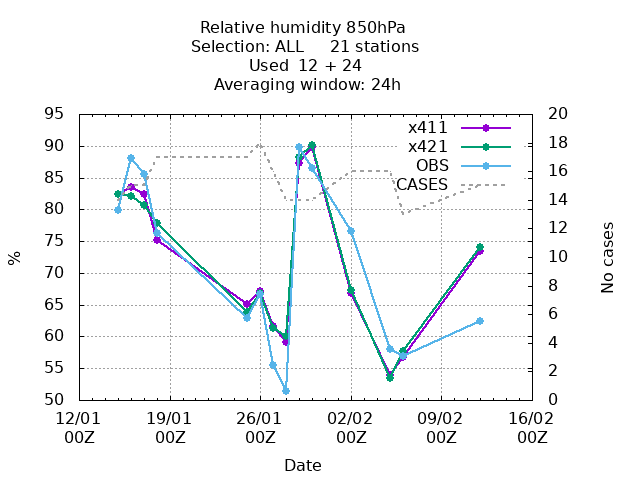 Relative humidity 850hPa
Selection: ALL 21 stations
Used 12 + 24
Averaging window: 24h
95 20
90 18
85 16
80 14
75 12
70 10
65 8
60 6
55 4
50 2
0
x411
x421
OBS
CASES
%
No cases
12/01 19/01 26/01 02/02 09/02 16/02
00Z 00Z 00Z 00Z 00Z 00Z
Date